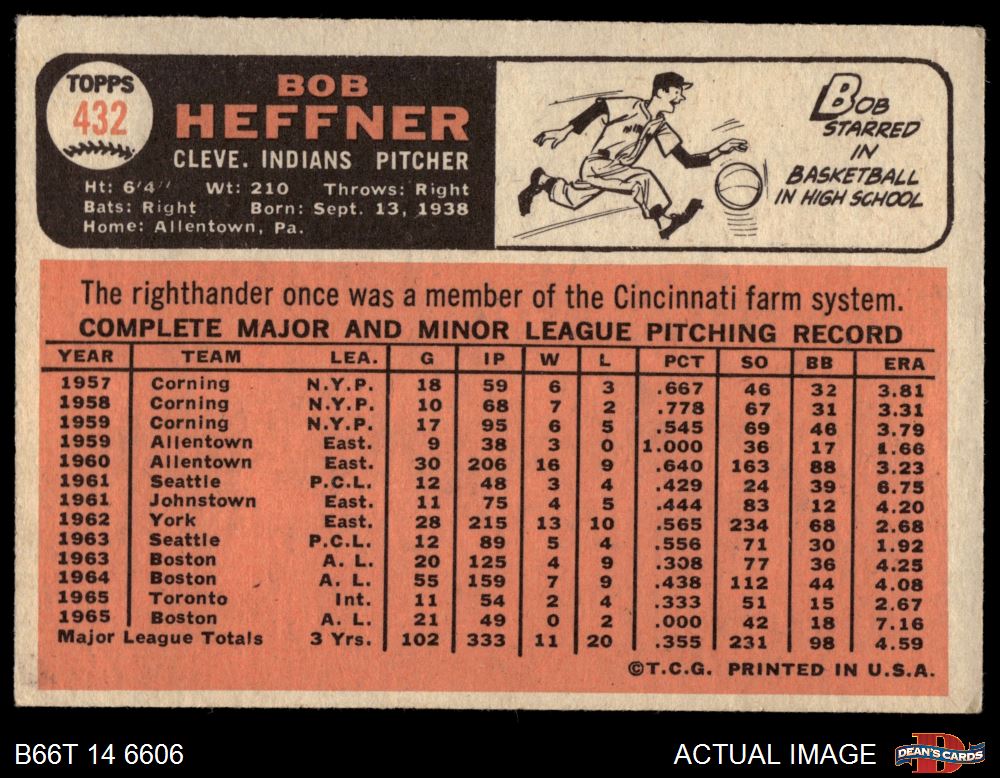 TOPPS
432
BOB
HEFFNER
CLEVE. INDIANS PITCHER
Ht: 6'4" Wt: 210 Throws: Right
Bats: Right Born: Sept. 13, 1938
Home: Allentown, Pa.
BOB
STARRED
IN
BASKETBALL
IN HIGH SCHOOL
The righthander once was a member of the Cincinnati farm system.
COMPLETE MAJOR AND MINOR LEAGUE PITCHING RECORD
YEAR TEAM LEA. G IP W L PCT SO BB ERA
1957 Corning N.Y.P. 18 59 6 3 .667 46 32 3.81
1958 Corning N.Y.P. 10 68 7 2 .778 67 31 3.31
1959 Corning N.Y.P. 17 95 6 5 .545 69 46 3.79
1959 Allentown East. 9 38 3 0 1.000 36 17 1.66
1960 Allentown East. 30 206 16 9 .640 163 88 3.23
1961 Seattle P.C.L. 12 48 3 4 .429 24 39 6.75
1961 Johnstown East. 11 75 4 5 .444 83 12 4.20
1962 York East. 28 215 13 10 .565 234 68 2.68
1963 Seattle P.C.L. 12 89 5 4 .556 71 30 1.92
1963 Boston A. L. 20 125 4 9 .308 77 36 4.25
1964 Boston A. L. 55 159 7 9 .438 112 44 4.08
1965 Toronto Int. 11 54 2 4 .333 51 15 2.67
1965 Boston A. L. 21 49 0 2 .000 42 18 7.16
Major League Totals 3 Yrs. 102 333 11 20 .355 231 98 4.59
©T.C.G. PRINTED IN U.S.A.
B66T 14 6606
ACTUAL IMAGE
DEAN'S CARDS